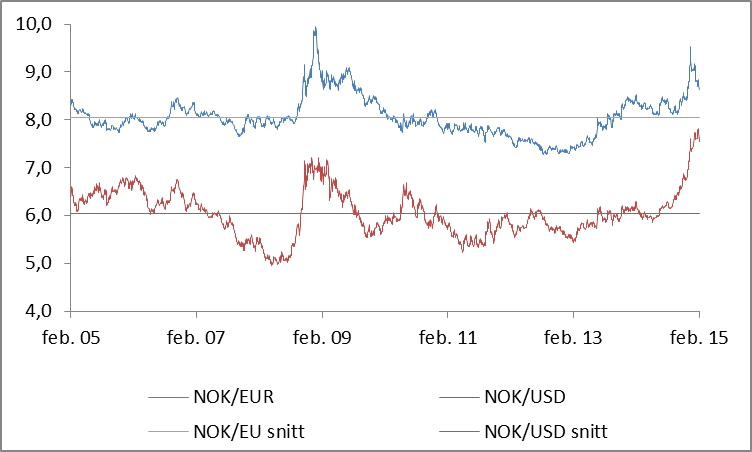 10,0
9,0
8,0
7,0
6,0
5,0
4,0
feb. 05 feb. 07 feb. 09 feb. 11 feb. 13 feb. 15
NOK/EUR NOK/USD
NOK/EU snitt NOK/USD snitt